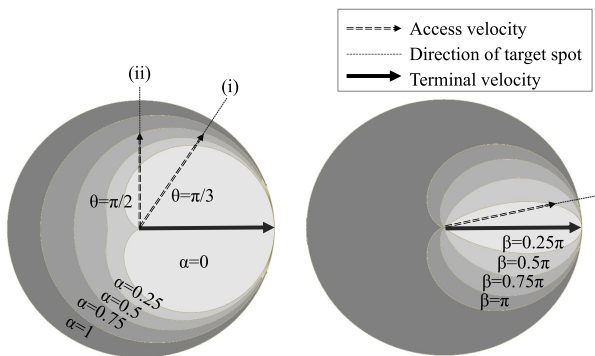 Access velocity
Direction of target spot
Terminal velocity
(ii)
(i)
θ=π/2
θ=π/3
α=0
α=0.25
α=0.5
α=0.75
α=1
β=0.25π
β=0.5π
β=0.75π
β=π